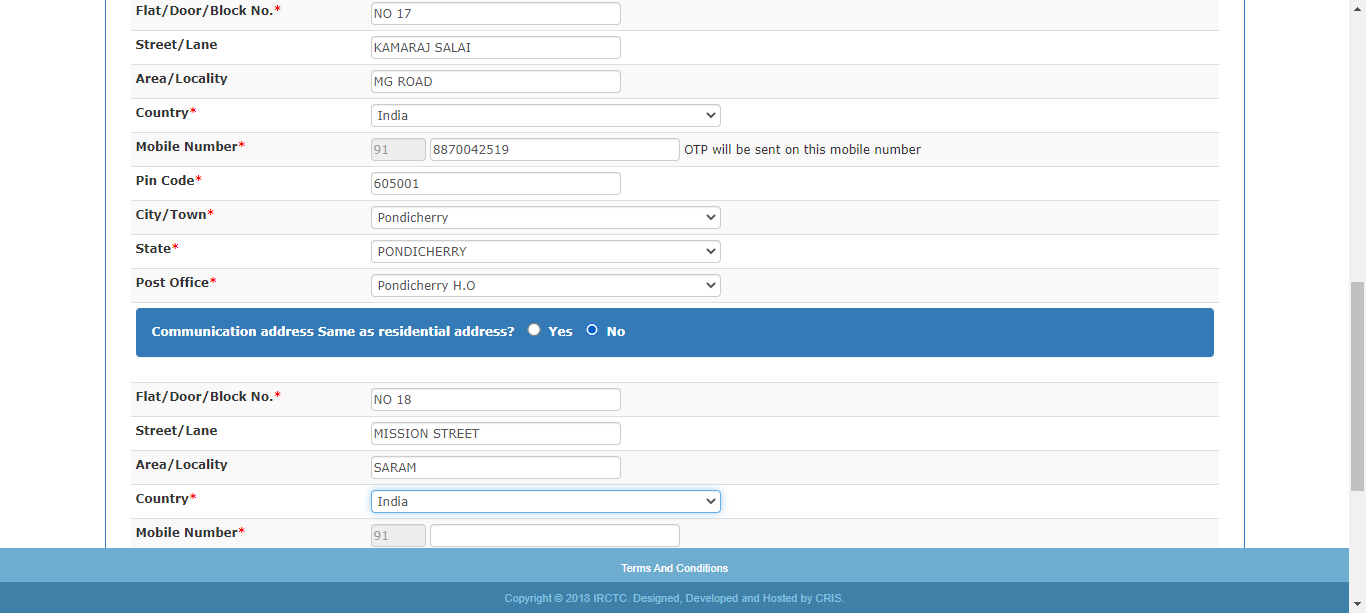 Flat/Door/Block No.* NO 17
Street/Lane KAMARAJ SALAI
Area/Locality MG ROAD
Country* India
Mobile Number* 91 8870042519 OTP will be sent on this mobile number
Pin Code* 605001
City/Town* Pondicherry
State* PONDICHERRY
Post Office* Pondicherry H.O
Communication address Same as residential address? Yes No
Flat/Door/Block No.* NO 18
Street/Lane MISSION STREET
Area/Locality SARAM
Country* India
Mobile Number* 91
Terms And Conditions
Copyright © 2018 IRCTC. Designed, Developed and Hosted by CRIS.